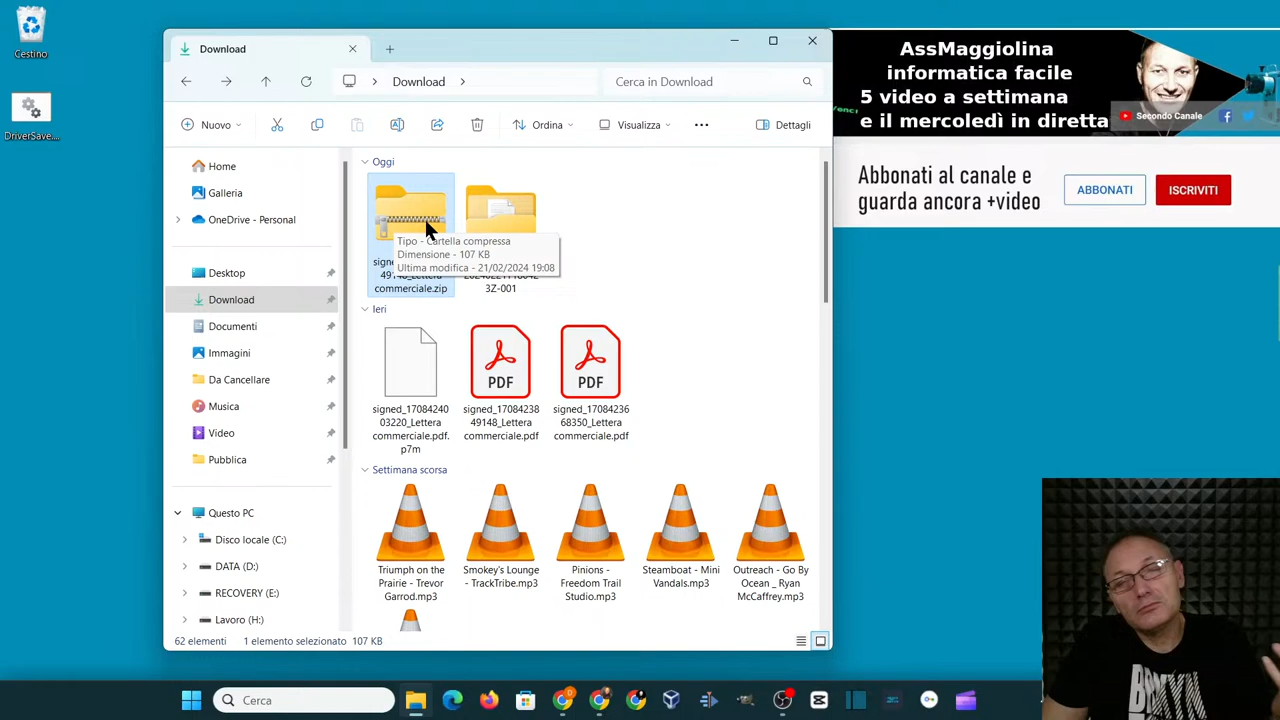 Cestino
DriverSave...
Download
Download
Cerca in Download
Nuovo
Ordina
Visualizza
Dettagli
Home
Galleria
OneDrive - Personal
Desktop
Download
Documenti
Immagini
Da Cancellare
Musica
Video
Pubblica
Questo PC
Disco locale (C:)
DATA (D:)
RECOVERY (E:)
Lavoro (H:)
Oggi
Tipo - Cartella compressa
Dimensione - 107 KB
Ultima modifica - 21/02/2024 19:08
commerciale.zip
3Z-001
Ieri
signed_17084240
03220_Lettera
commerciale.pdf.
p7m
signed_17084238
49148_Lettera
commerciale.pdf
signed_17084236
68350_Lettera
commerciale.pdf
Settimana scorsa
Triumph on the
Prairie - Trevor
Garrod.mp3
Smokey's Lounge
- TrackTribe.mp3
Pinions -
Freedom Trail
Studio.mp3
Steamboat - Mini
Vandals.mp3
Outreach - Go By
Ocean _ Ryan
McCaffrey.mp3
62 elementi
1 elemento selezionato
107 KB
AssMaggiolina
informatica facile
5 video a settimana
e il mercoledì in diretta
Secondo Canale
Abbonati al canale e
guarda ancora +video
ABBONATI
ISCRIVITI
Cerca